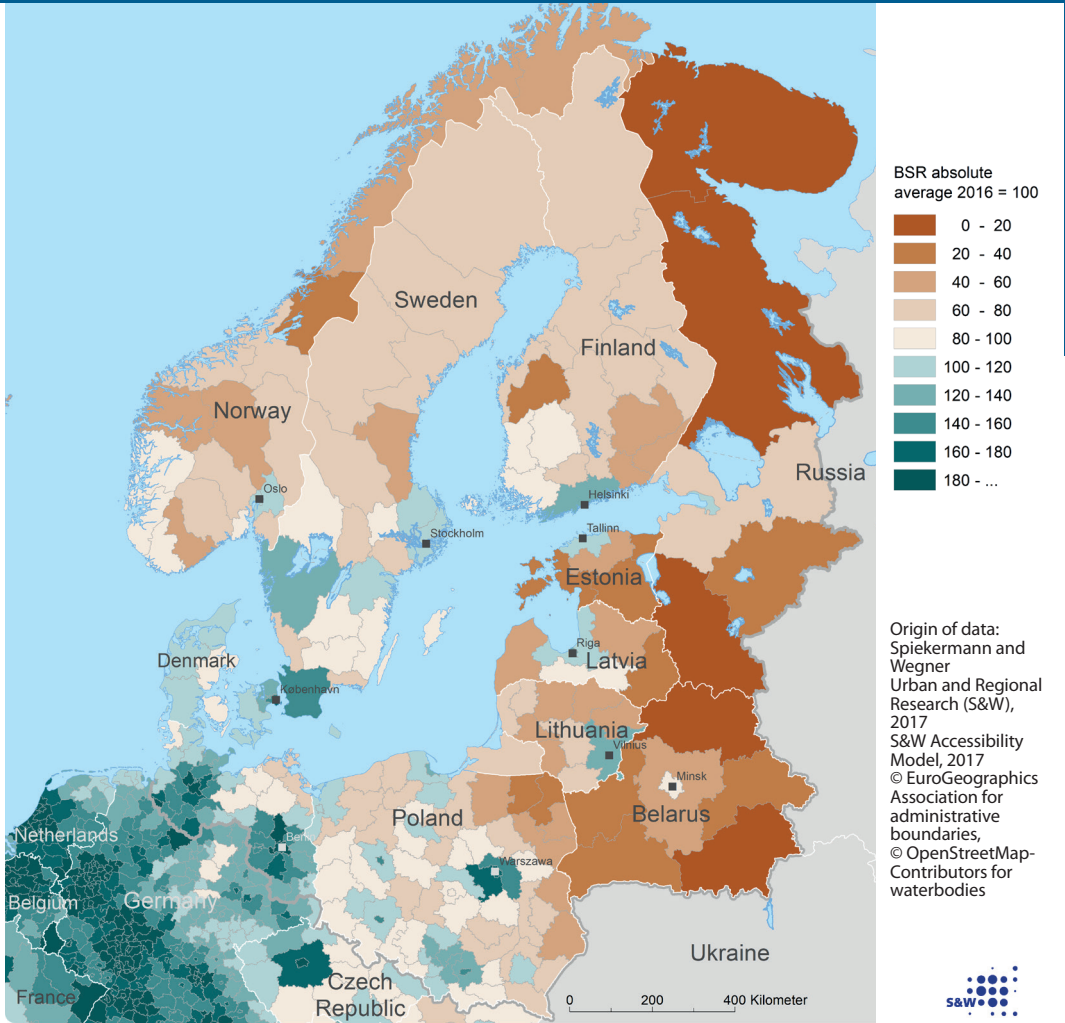 BSR absolute
average 2016 = 100
0 - 20
20 - 40
40 - 60
60 - 80
80 - 100
100 - 120
120 - 140
140 - 160
160 - 180
180 - ...
Sweden
Finland
Norway
Russia
Oslo
Helsinki
Stockholm
Tallinn
Estonia
Riga
Latvia
Denmark
København
Lithuania
Vilnius
Minsk
Belarus
Poland
Netherlands
Warszawa
Belgium
Germany
Ukraine
Czech
Republic
France
0 200 400 Kilometer
Origin of data:
Spiekermann and
Wegner
Urban and Regional
Research (S&W),
2017
S&W Accessibility
Model, 2017
© EuroGeographics
Association for
administrative
boundaries,
© OpenStreetMap-
Contributors for
waterbodies
S&W